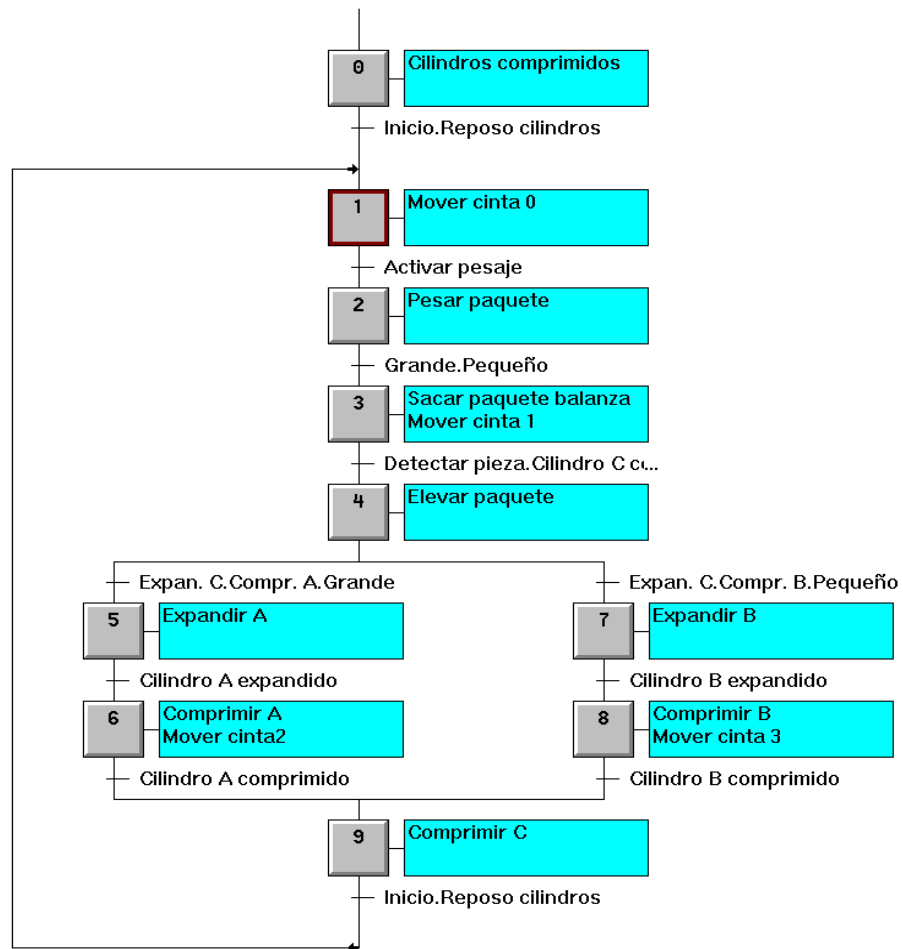 0
Cilindros comprimidos
Inicio.Reposo cilindros
1
Mover cinta 0
Activar pesaje
2
Pesar paquete
Grande.Pequeño
3
Sacar paquete balanza
Mover cinta 1
Detectar pieza.Cilindro C c...
4
Elevar paquete
Expan. C.Compr. A.Grande
Expan. C.Compr. B.Pequeño
5
Expandir A
7
Expandir B
Cilindro A expandido
Cilindro B expandido
6
Comprimir A
Mover cinta2
8
Comprimir B
Mover cinta 3
Cilindro A comprimido
Cilindro B comprimido
9
Comprimir C
Inicio.Reposo cilindros